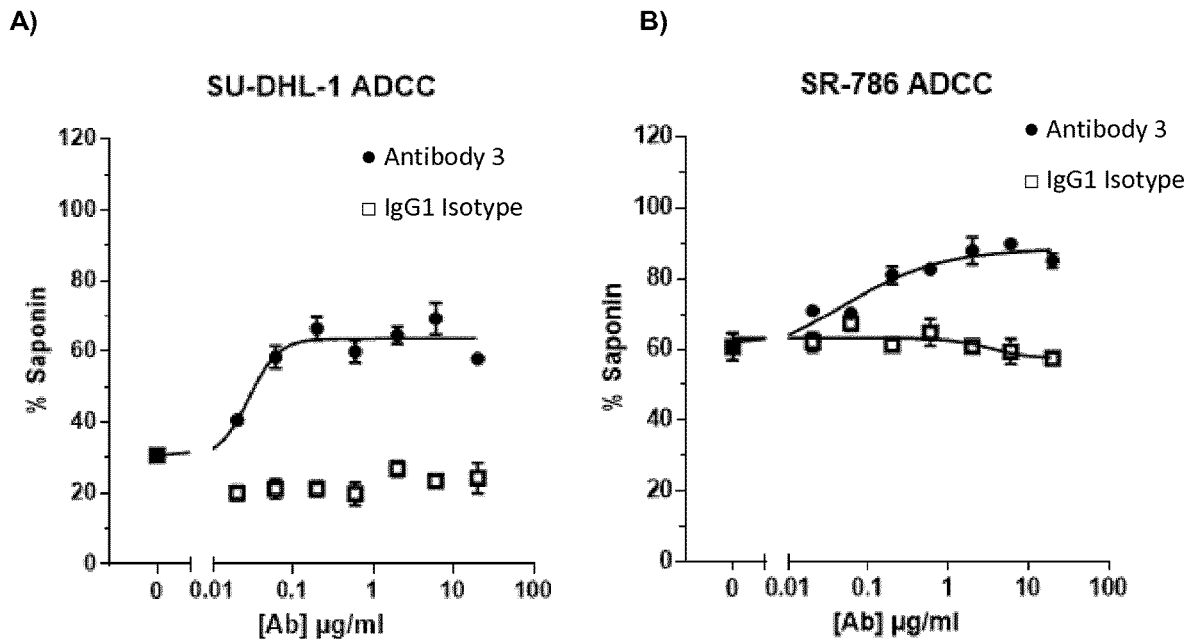 A)
SU-DHL-1 ADCC
120
100
80
60
40
20
0
% Saponin
Antibody 3
IgG1 Isotype
0 0.01 0.1 1 10 100
[Ab] µg/ml
B)
SR-786 ADCC
120
100
80
60
40
20
0
% Saponin
Antibody 3
IgG1 Isotype
0 0.01 0.1 1 10 100
[Ab] µg/ml